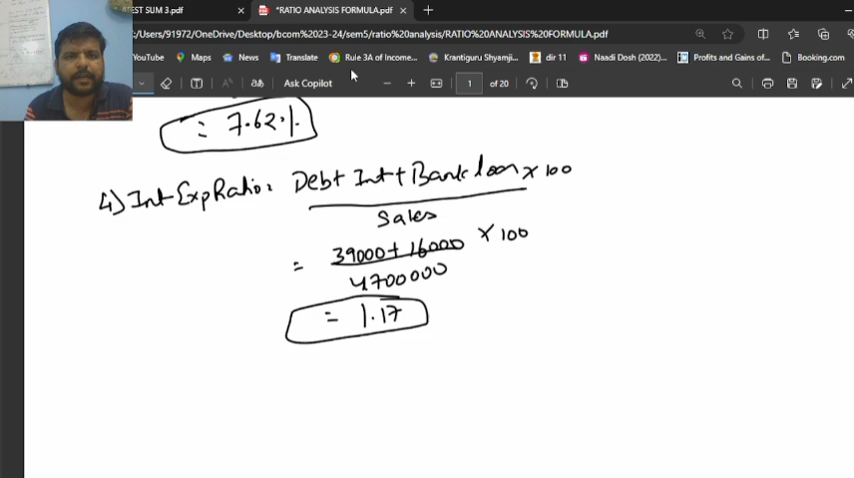 ATEST SUM 3.pdf
*RATIO ANALYSIS FORMULA.pdf
:/Users/91972/OneDrive/Desktop/bcom%2023-24/sem5/ratio%20analysis/RATIO%20ANALYSIS%20FORMULA.pdf
YouTube Maps News Translate Rule 3A of Income... Krantiguru Shyamji... dir 11 Naadi Dosh (2022)... Profits and Gains of... Booking.com
Ask Copilot 1 of 20
= 7.62%
4) Int Exp Ratio = Debt Int + Bank loan x 100
Sales
= 39000 + 16000 x 100
4700000
= 1.17